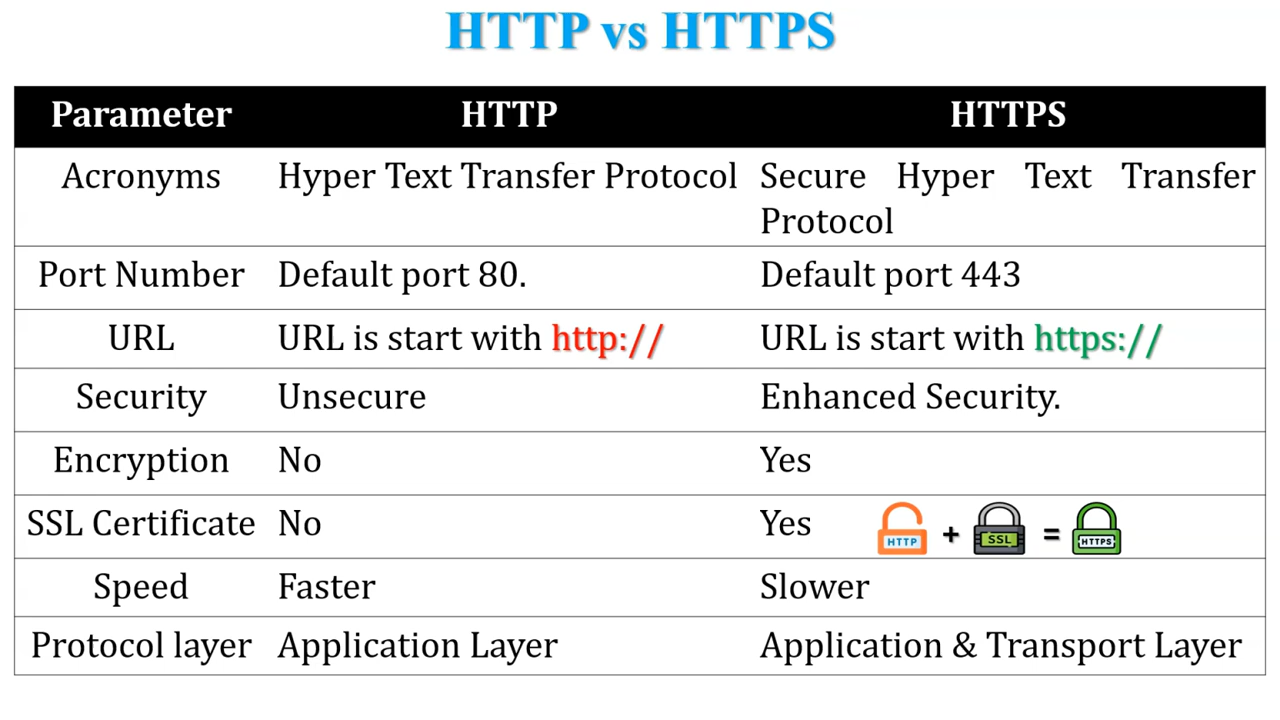 HTTP vs HTTPS
Parameter HTTP HTTPS
Acronyms Hyper Text Transfer Protocol Secure Hyper Text Transfer
Protocol
Port Number Default port 80. Default port 443
URL URL is start with http:// URL is start with https://
Security Unsecure Enhanced Security.
Encryption No Yes
SSL Certificate No Yes HTTP + SSL = HTTPS
Speed Faster Slower
Protocol layer Application Layer Application & Transport Layer